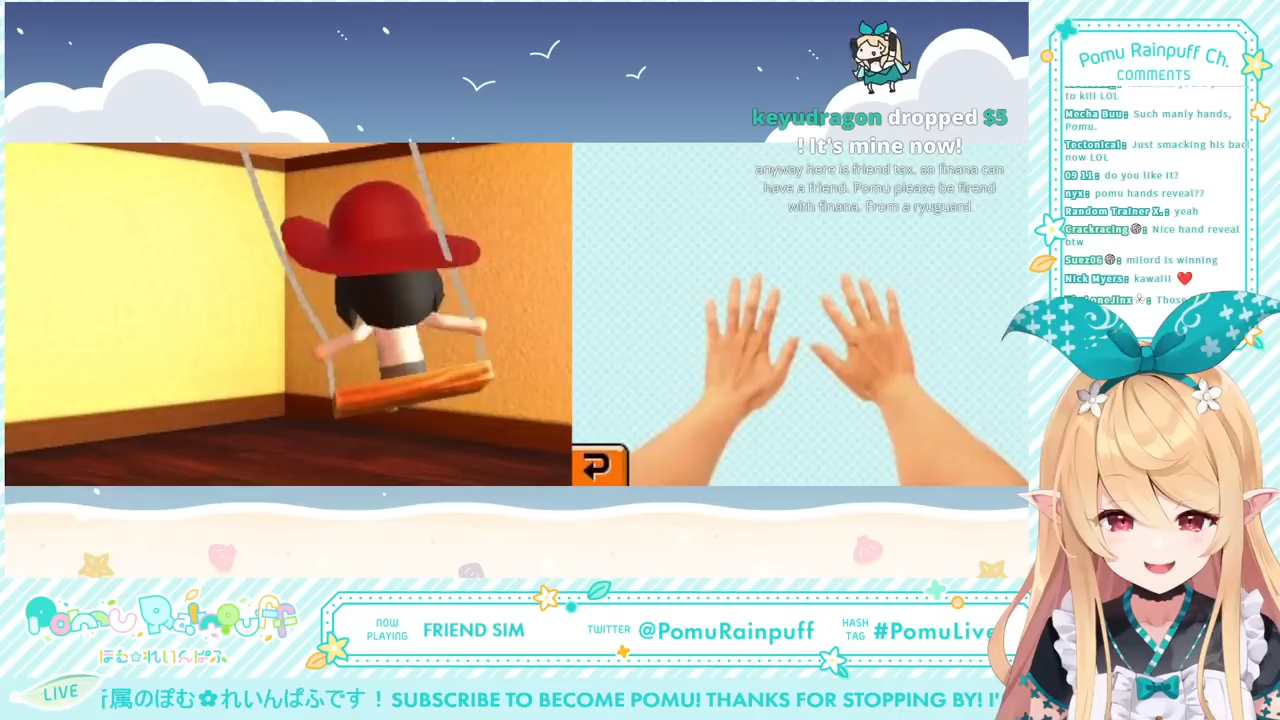 keyudragon dropped $5
! It's mine now!
anyway here is friend tax, so finana can
have a friend. Pomu please be firend
with finana. From a ryuguard
Pomu Rainpuff Ch.
COMMENTS
to kill LOL
Mecha Buu: Such manly hands,
Pomu.
Tectonical: Just smacking his back
now LOL
09 11: do you like it?
nyx: pomu hands reveal??
Random Trainer X.: yeah
Crackracing: Nice hand reveal
btw
Suez06: milord is winning
Nick Myers: kawaiii ❤️
Those
Pomu Rainpuff
ぽむ☆れいんぱふ
NOW
PLAYING
FRIEND SIM
TWITTER @PomuRainpuff
HASH
TAG
#PomuLive
LIVE
所属のぽむ✿れいんぱふです ! SUBSCRIBE TO BECOME POMU! THANKS FOR STOPPING BY! I'